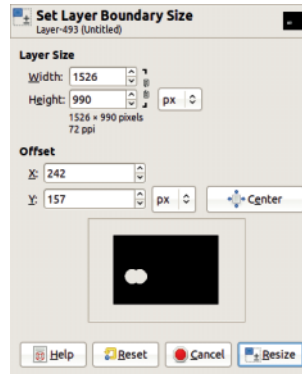 Set Layer Boundary Size
Layer-493 (Untitled)
Layer Size
Width: 1526
Height: 990 px
1526 × 990 pixels
72 ppi
Offset
X: 242
Y: 157 px Center
Help Reset Cancel Resize